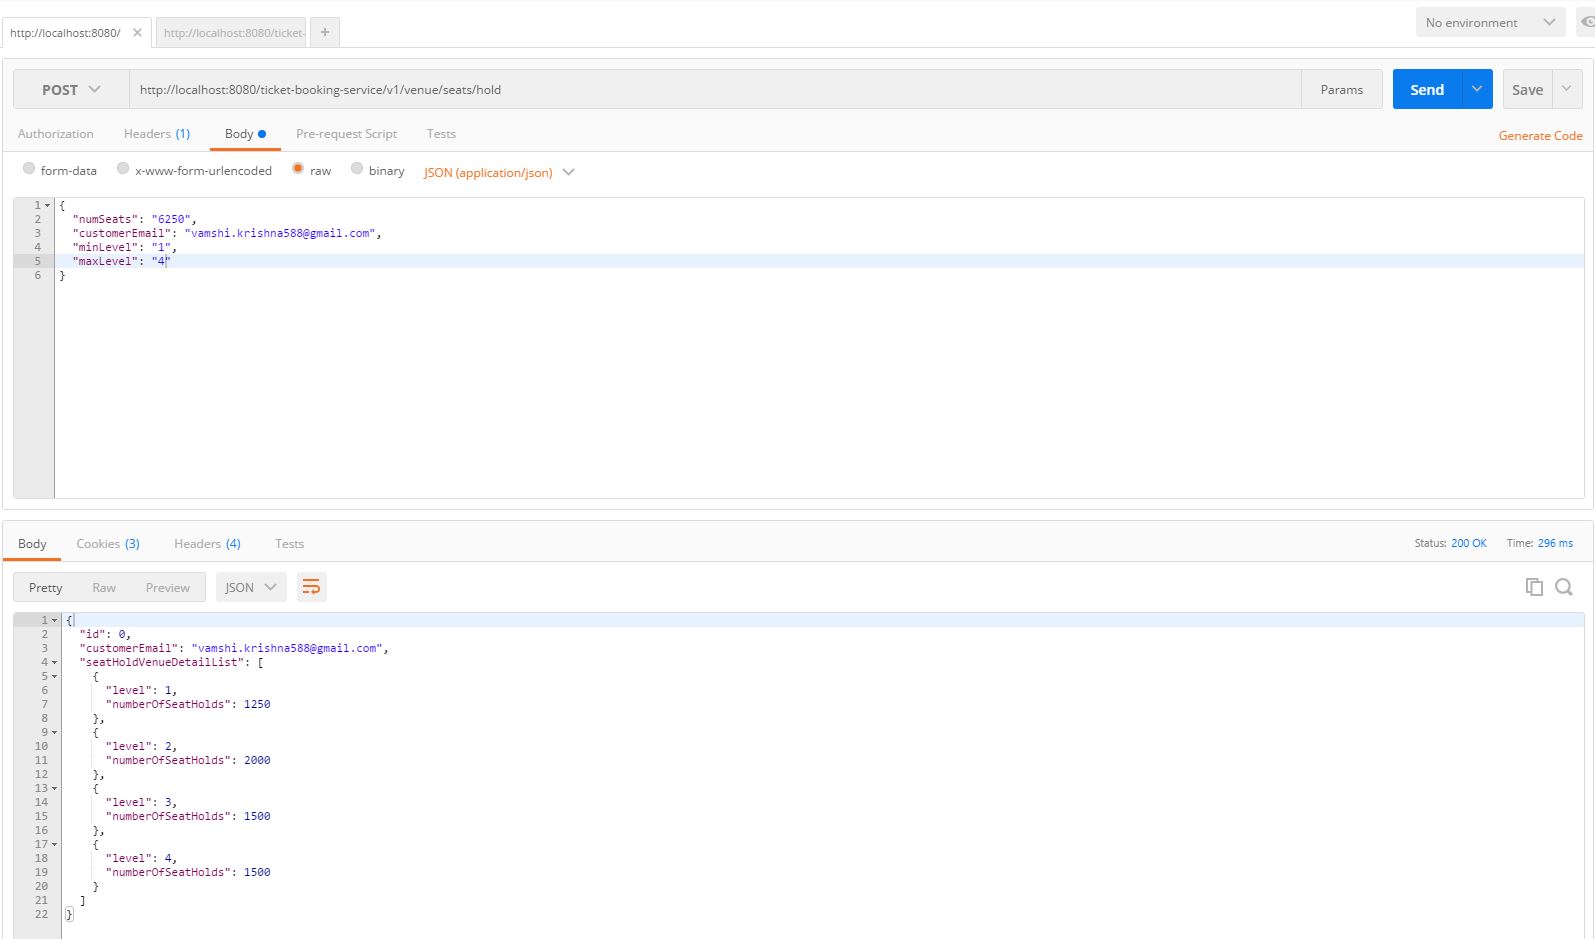 http://localhost:8080/
http://localhost:8080/ticket-
+
No environment
POST
http://localhost:8080/ticket-booking-service/v1/venue/seats/hold
Params
Send
Save
Authorization
Headers (1)
Body
Pre-request Script
Tests
Generate Code
form-data
x-www-form-urlencoded
raw
binary
JSON (application/json)
1 {
2 "numSeats": "6250",
3 "customerEmail": "vamshi.krishna588@gmail.com",
4 "minLevel": "1",
5 "maxLevel": "4"
6 }
Body
Cookies (3)
Headers (4)
Tests
Status: 200 OK
Time: 296 ms
Pretty
Raw
Preview
JSON
1 {
2 "id": 0,
3 "customerEmail": "vamshi.krishna588@gmail.com",
4 "seatHoldVenueDetailList": [
5 {
6 "level": 1,
7 "numberOfSeatHolds": 1250
8 },
9 {
10 "level": 2,
11 "numberOfSeatHolds": 2000
12 },
13 {
14 "level": 3,
15 "numberOfSeatHolds": 1500
16 },
17 {
18 "level": 4,
19 "numberOfSeatHolds": 1500
20 }
21 ]
22 }